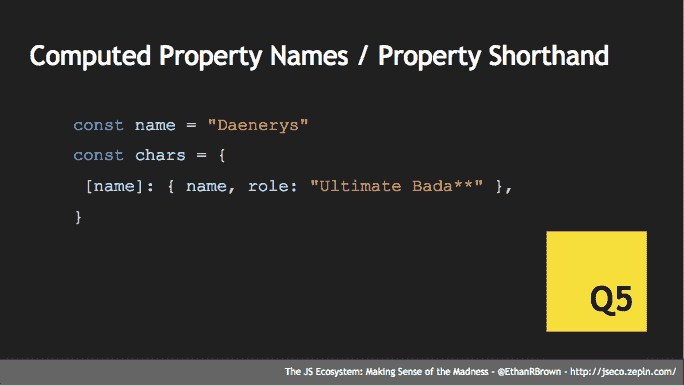 Computed Property Names / Property Shorthand
const name = "Daenerys"
const chars = {
[name]: { name, role: "Ultimate Bada**" },
}
Q5
The JS Ecosystem: Making Sense of the Madness - @EthanRBrown - http://jseco.zepln.com/